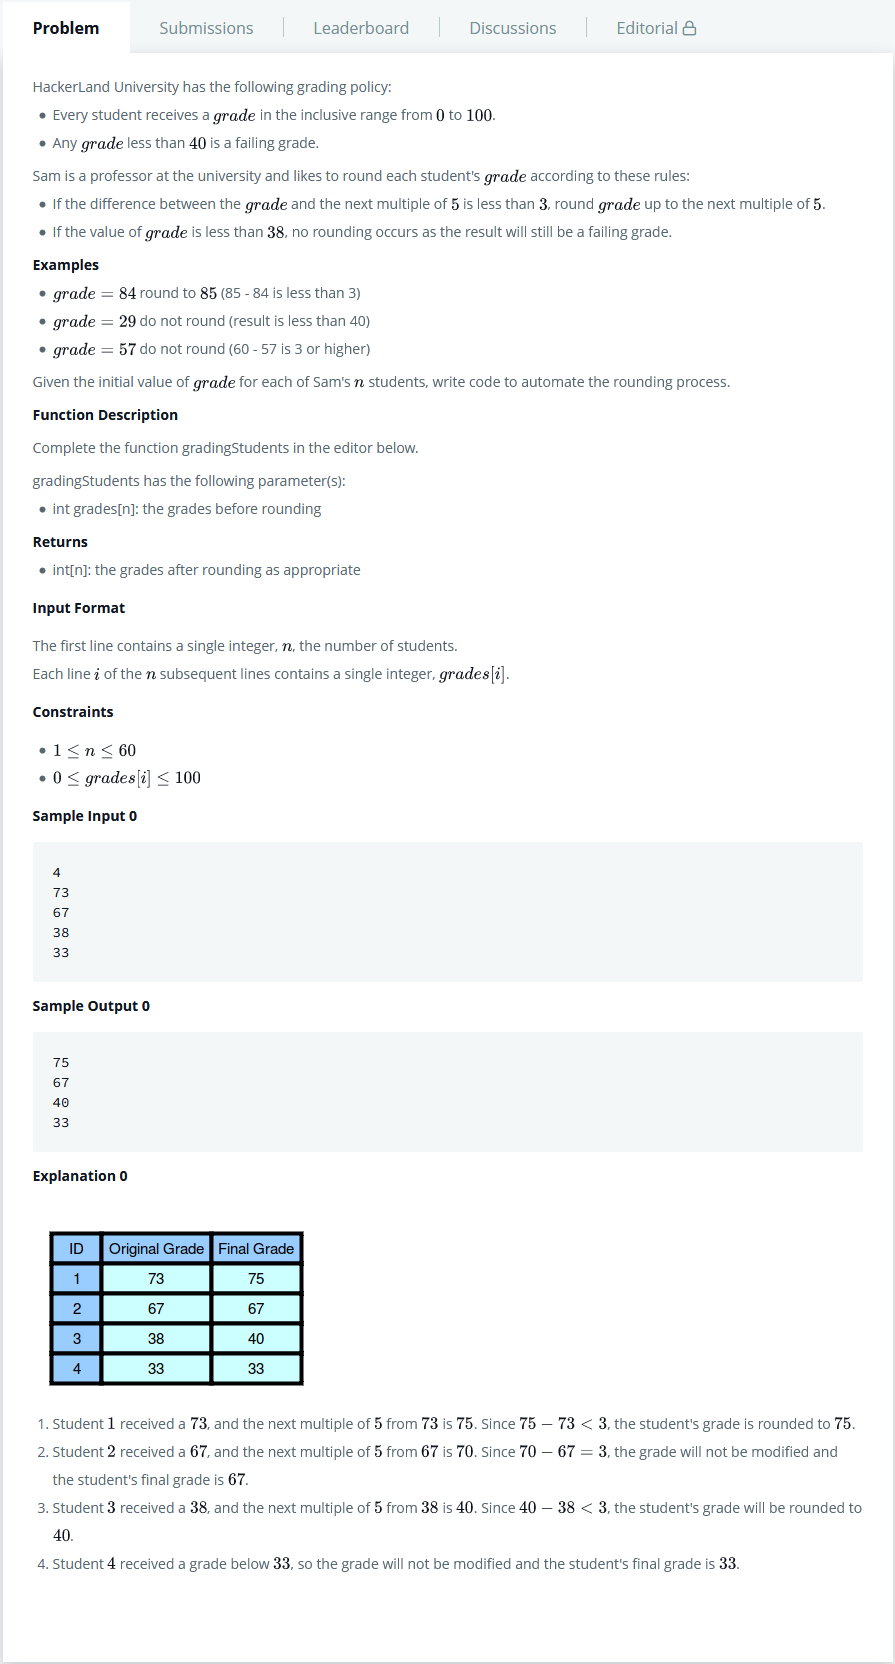 Problem
Submissions
Leaderboard
Discussions
Editorial
HackerLand University has the following grading policy:
• Every student receives a grade in the inclusive range from 0 to 100.
• Any grade less than 40 is a failing grade.
Sam is a professor at the university and likes to round each student's grade according to these rules:
• If the difference between the grade and the next multiple of 5 is less than 3, round grade up to the next multiple of 5.
• If the value of grade is less than 38, no rounding occurs as the result will still be a failing grade.
Examples
• grade = 84 round to 85 (85 - 84 is less than 3)
• grade = 29 do not round (result is less than 40)
• grade = 57 do not round (60 - 57 is 3 or higher)
Given the initial value of grade for each of Sam's n students, write code to automate the rounding process.
Function Description
Complete the function gradingStudents in the editor below.
gradingStudents has the following parameter(s):
• int grades[n]: the grades before rounding
Returns
• int[n]: the grades after rounding as appropriate
Input Format
The first line contains a single integer, n, the number of students.
Each line i of the n subsequent lines contains a single integer, grades[i].
Constraints
• 1 ≤ n ≤ 60
• 0 ≤ grades[i] ≤ 100
Sample Input 0
4
73
67
38
33
Sample Output 0
75
67
40
33
Explanation 0
ID Original Grade Final Grade
1 73 75
2 67 67
3 38 40
4 33 33
1. Student 1 received a 73, and the next multiple of 5 from 73 is 75. Since 75 − 73 < 3, the student's grade is rounded to 75.
2. Student 2 received a 67, and the next multiple of 5 from 67 is 70. Since 70 − 67 = 3, the grade will not be modified and
the student's final grade is 67.
3. Student 3 received a 38, and the next multiple of 5 from 38 is 40. Since 40 − 38 < 3, the student's grade will be rounded to
40.
4. Student 4 received a grade below 33, so the grade will not be modified and the student's final grade is 33.